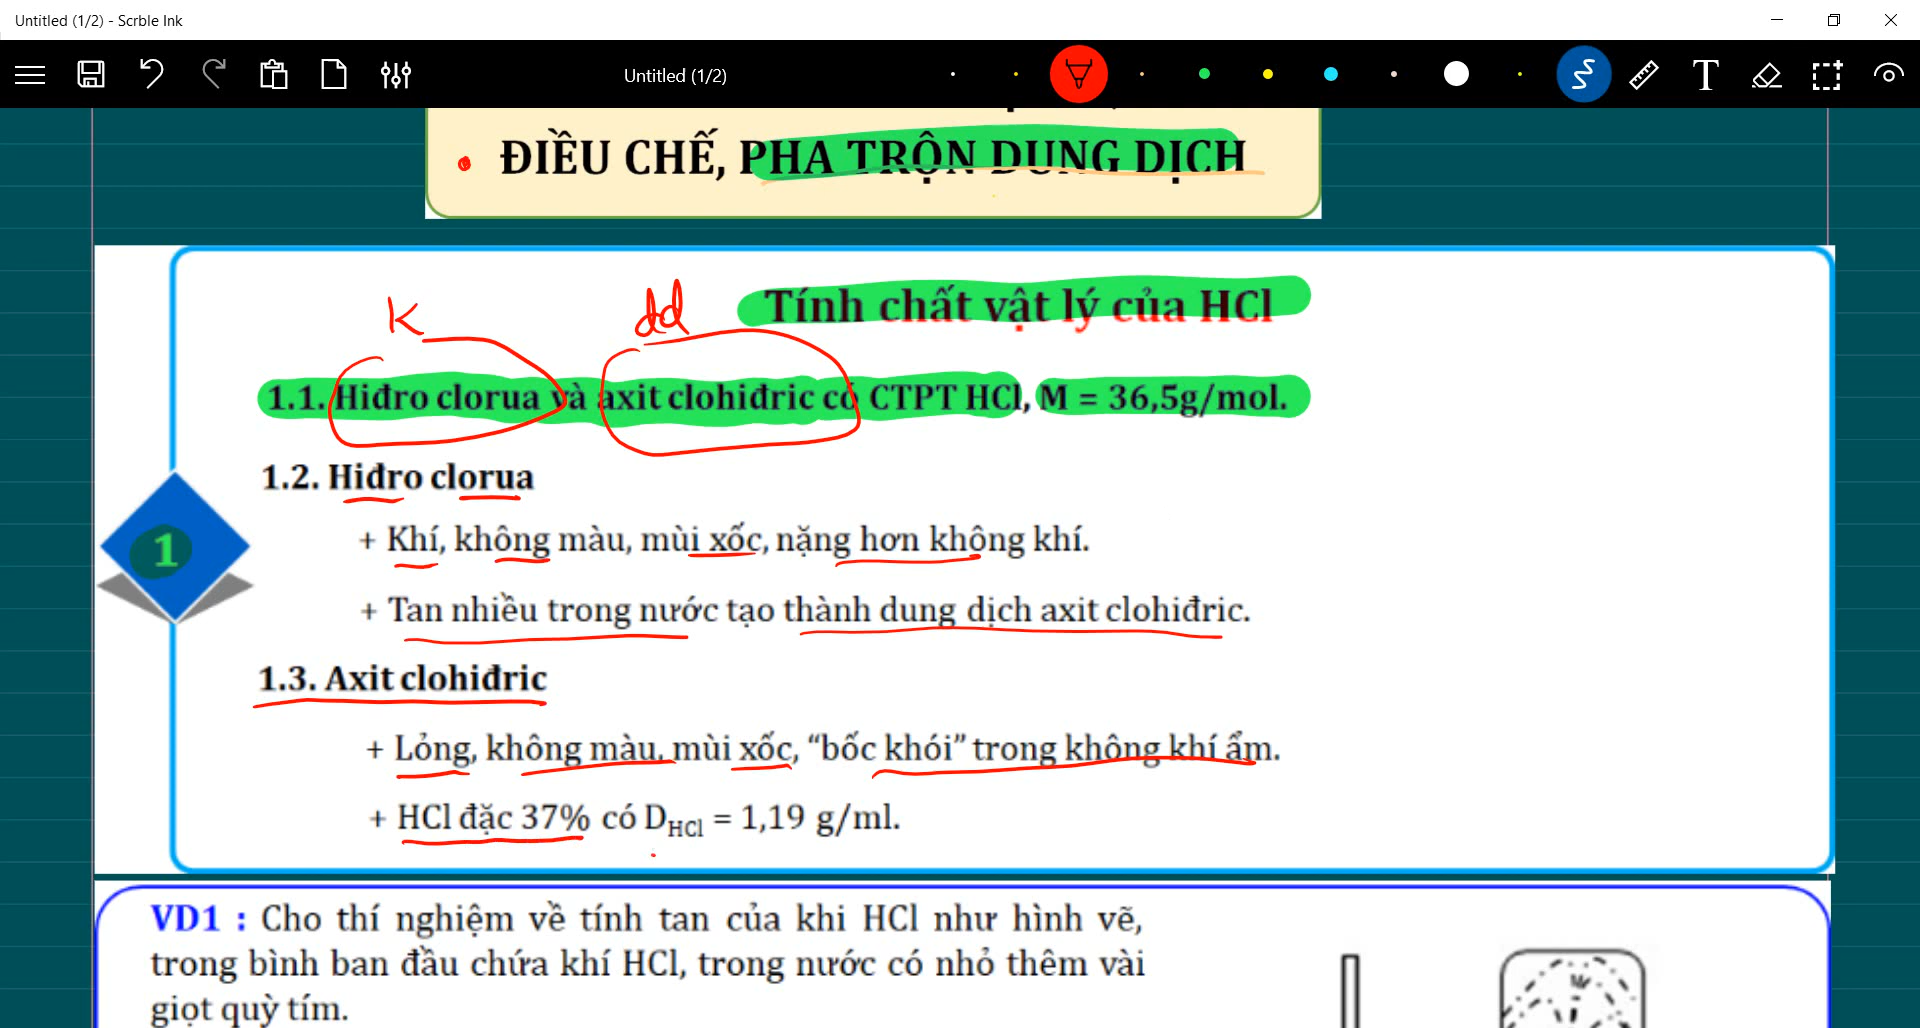 Untitled (1/2) - Scrble Ink
Untitled (1/2)
T
ĐIỀU CHẾ, PHA TRỘN DUNG DỊCH
Tính chất vật lý của HCl
K
dd
1.1. Hiđro clorua và axit clohiđric có CTPT HCl, M = 36,5g/mol.
1.2. Hiđro clorua
+ Khí, không màu, mùi xốc, nặng hơn không khí.
+ Tan nhiều trong nước tạo thành dung dịch axit clohiđric.
1
1.3. Axit clohiđric
+ Lỏng, không màu, mùi xốc, “bốc khói” trong không khí ẩm.
+ HCl đặc 37% có DHCl = 1,19 g/ml.
VD1 : Cho thí nghiệm về tính tan của khi HCl như hình vẽ,
trong bình ban đầu chứa khí HCl, trong nước có nhỏ thêm vài
giọt quỳ tím.